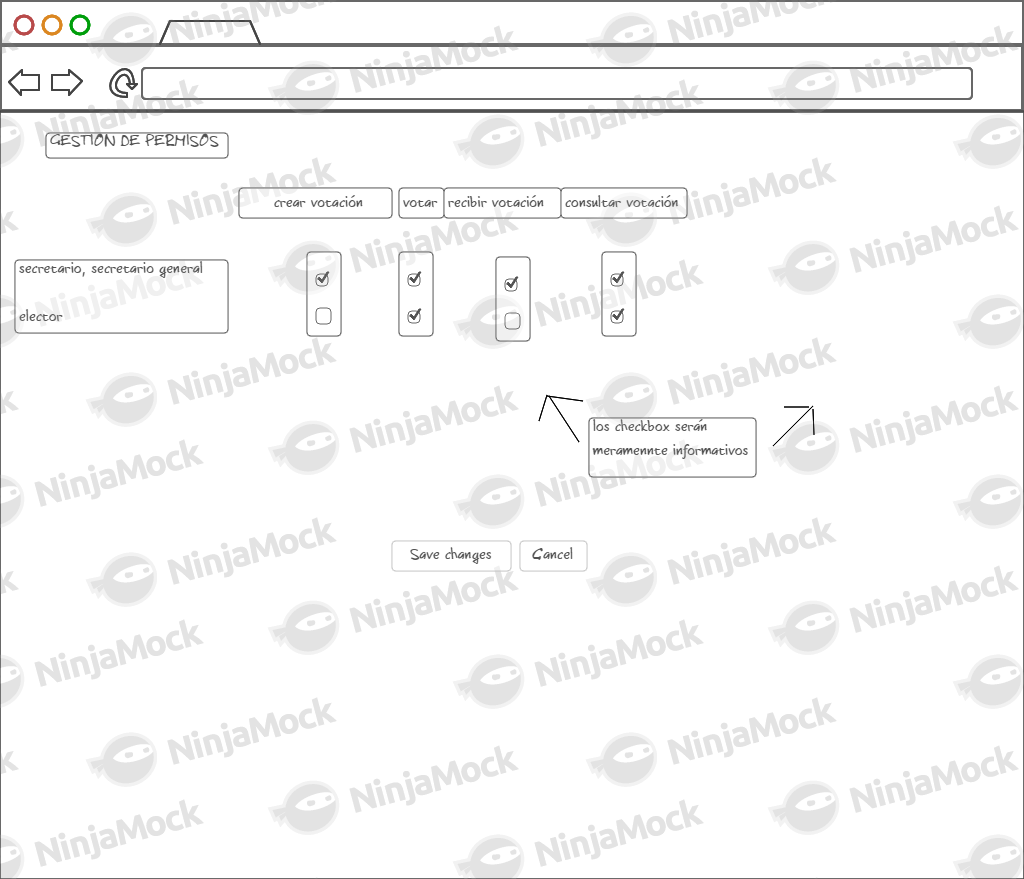 GESTIÓN DE PERMISOS
crear votación votar recibir votación consultar votación
secretario, secretario general
elector
los checkbox serán
meramennte informativos
Save changes Cancel
NinjaMock